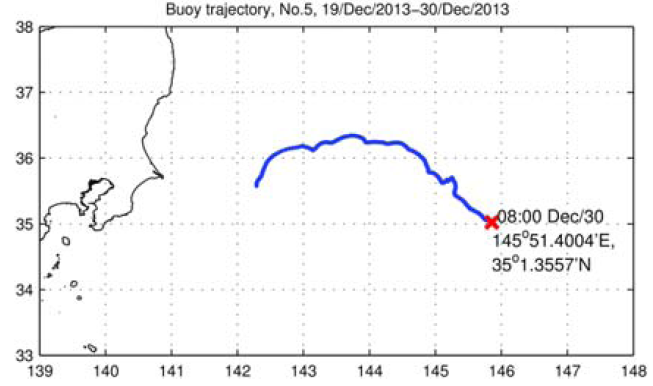 Buoy trajectory, No.5, 19/Dec/2013−30/Dec/2013
38
37
36
35
34
33
08:00 Dec/30
145°51.4004'E,
35°1.3557'N
139 140 141 142 143 144 145 146 147 148